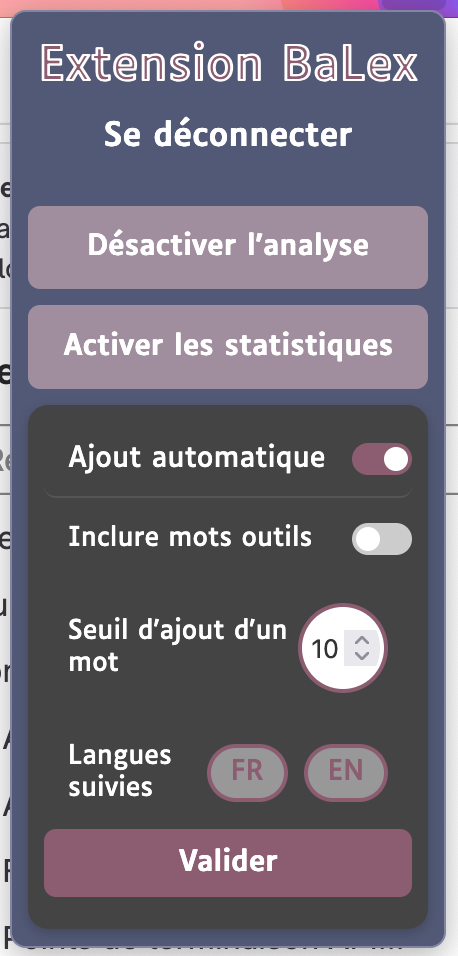 Extension BaLex
Se déconnecter
Désactiver l'analyse
Activer les statistiques
Ajout automatique
Inclure mots outils
Seuil d'ajout d'un
mot
10
Langues
suivies
FR
EN
Valider